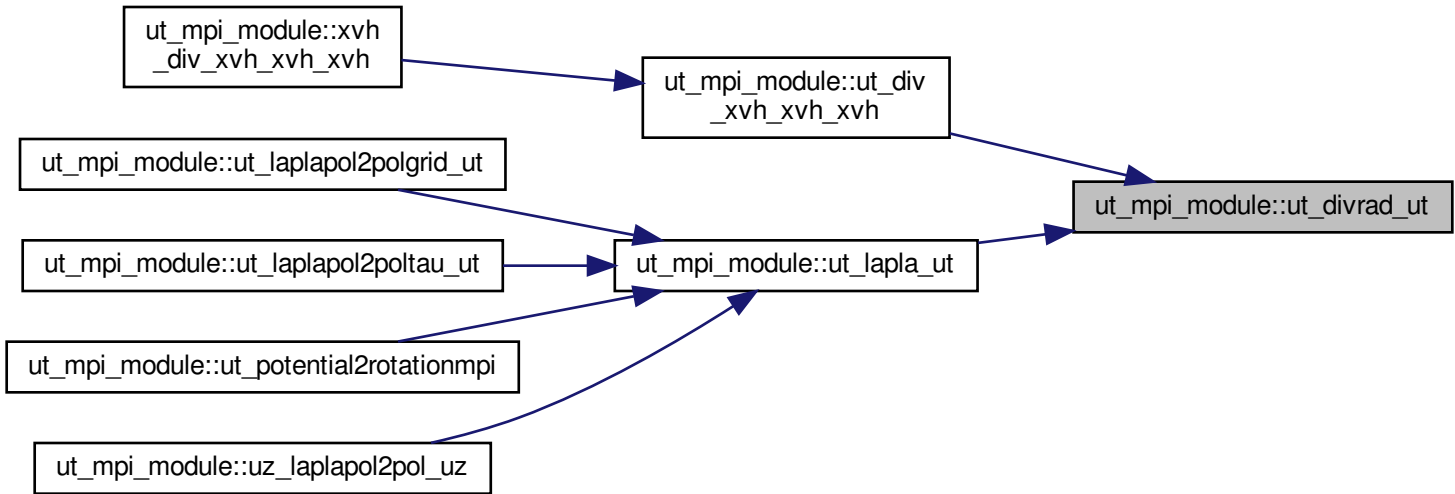 ut_mpi_module::xvh
_div_xvh_xvh_xvh
ut_mpi_module::ut_div
_xvh_xvh_xvh
ut_mpi_module::ut_laplapol2polgrid_ut
ut_mpi_module::ut_divrad_ut
ut_mpi_module::ut_laplapol2poltau_ut
ut_mpi_module::ut_lapla_ut
ut_mpi_module::ut_potential2rotationmpi
ut_mpi_module::uz_laplapol2pol_uz